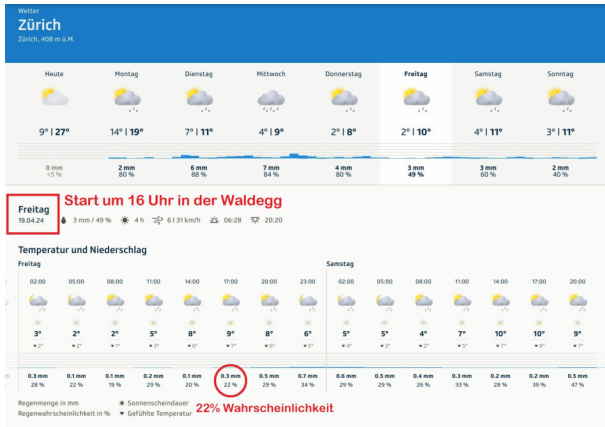 Wetter
Zürich
Zürich, 408 m ü.M.
Heute Montag Dienstag Mittwoch Donnerstag Freitag Samstag Sonntag
9° | 27° 14° | 19° 7° | 11° 4° | 9° 2° | 8° 2° | 10° 4° | 11° 3° | 11°
0 mm 2 mm 6 mm 7 mm 4 mm 3 mm 3 mm 2 mm
<5 % 80 % 88 % 84 % 80 % 49 % 60 % 40 %
Freitag Start um 16 Uhr in der Waldegg
19.04.24 3 mm / 49 % 4 h 6 | 31 km/h 06:28 20:20
Temperatur und Niederschlag
Freitag Samstag
02:00 05:00 08:00 11:00 14:00 17:00 20:00 23:00 02:00 05:00 08:00 11:00 14:00 17:00 20:00
3° 2° 2° 5° 8° 9° 8° 6° 5° 5° 4° 7° 10° 10° 9°
0.3 mm 0.1 mm 0.1 mm 0.2 mm 0.1 mm 0.3 mm 0.5 mm 0.7 mm 0.6 mm 0.5 mm 0.4 mm 0.3 mm 0.2 mm 0.2 mm 0.5 mm
28 % 22 % 19 % 29 % 20 % 22 % 29 % 34 % 29 % 29 % 26 % 33 % 28 % 39 % 47 %
Regenmenge in mm Sonnenscheindauer
Regenwahrscheinlichkeit in % Gefühlte Temperatur 22% Wahrscheinlichkeit